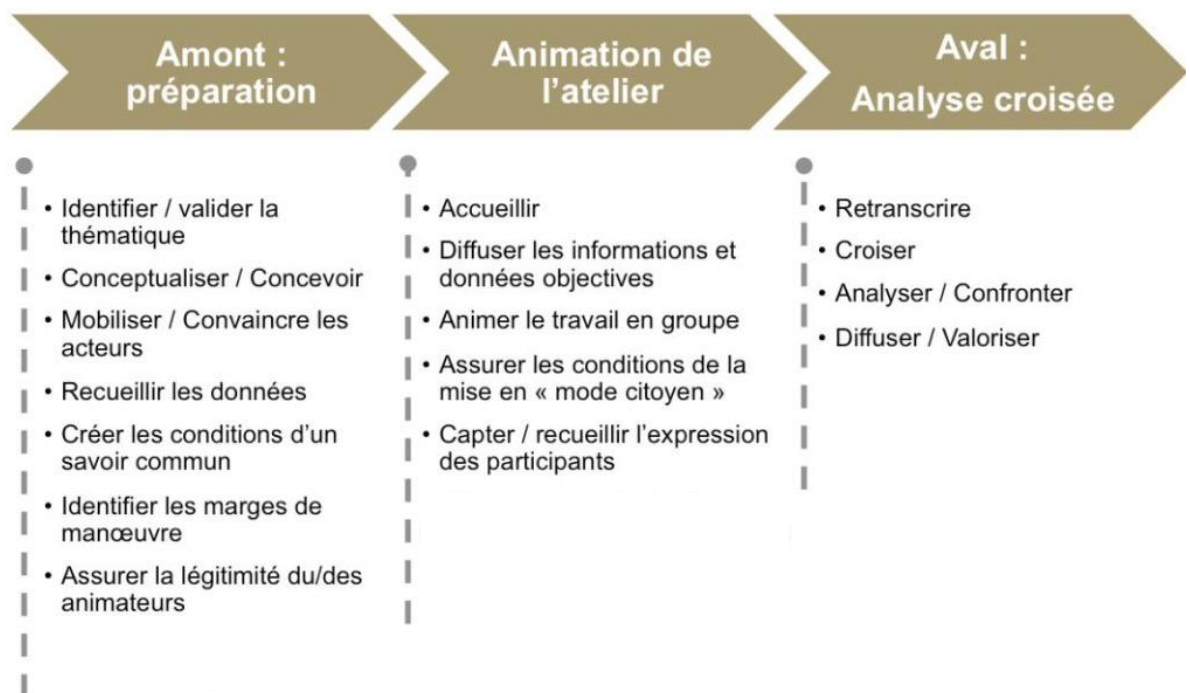 Amont :
préparation
• Identifier / valider la
thématique
• Conceptualiser / Concevoir
• Mobiliser / Convaincre les
acteurs
• Recueillir les données
• Créer les conditions d’un
savoir commun
• Identifier les marges de
manœuvre
• Assurer la légitimité du/des
animateurs
Animation de
l’atelier
• Accueillir
• Diffuser les informations et
données objectives
• Animer le travail en groupe
• Assurer les conditions de la
mise en « mode citoyen »
• Capter / recueillir l’expression
des participants
Aval :
Analyse croisée
• Retranscrire
• Croiser
• Analyser / Confronter
• Diffuser / Valoriser